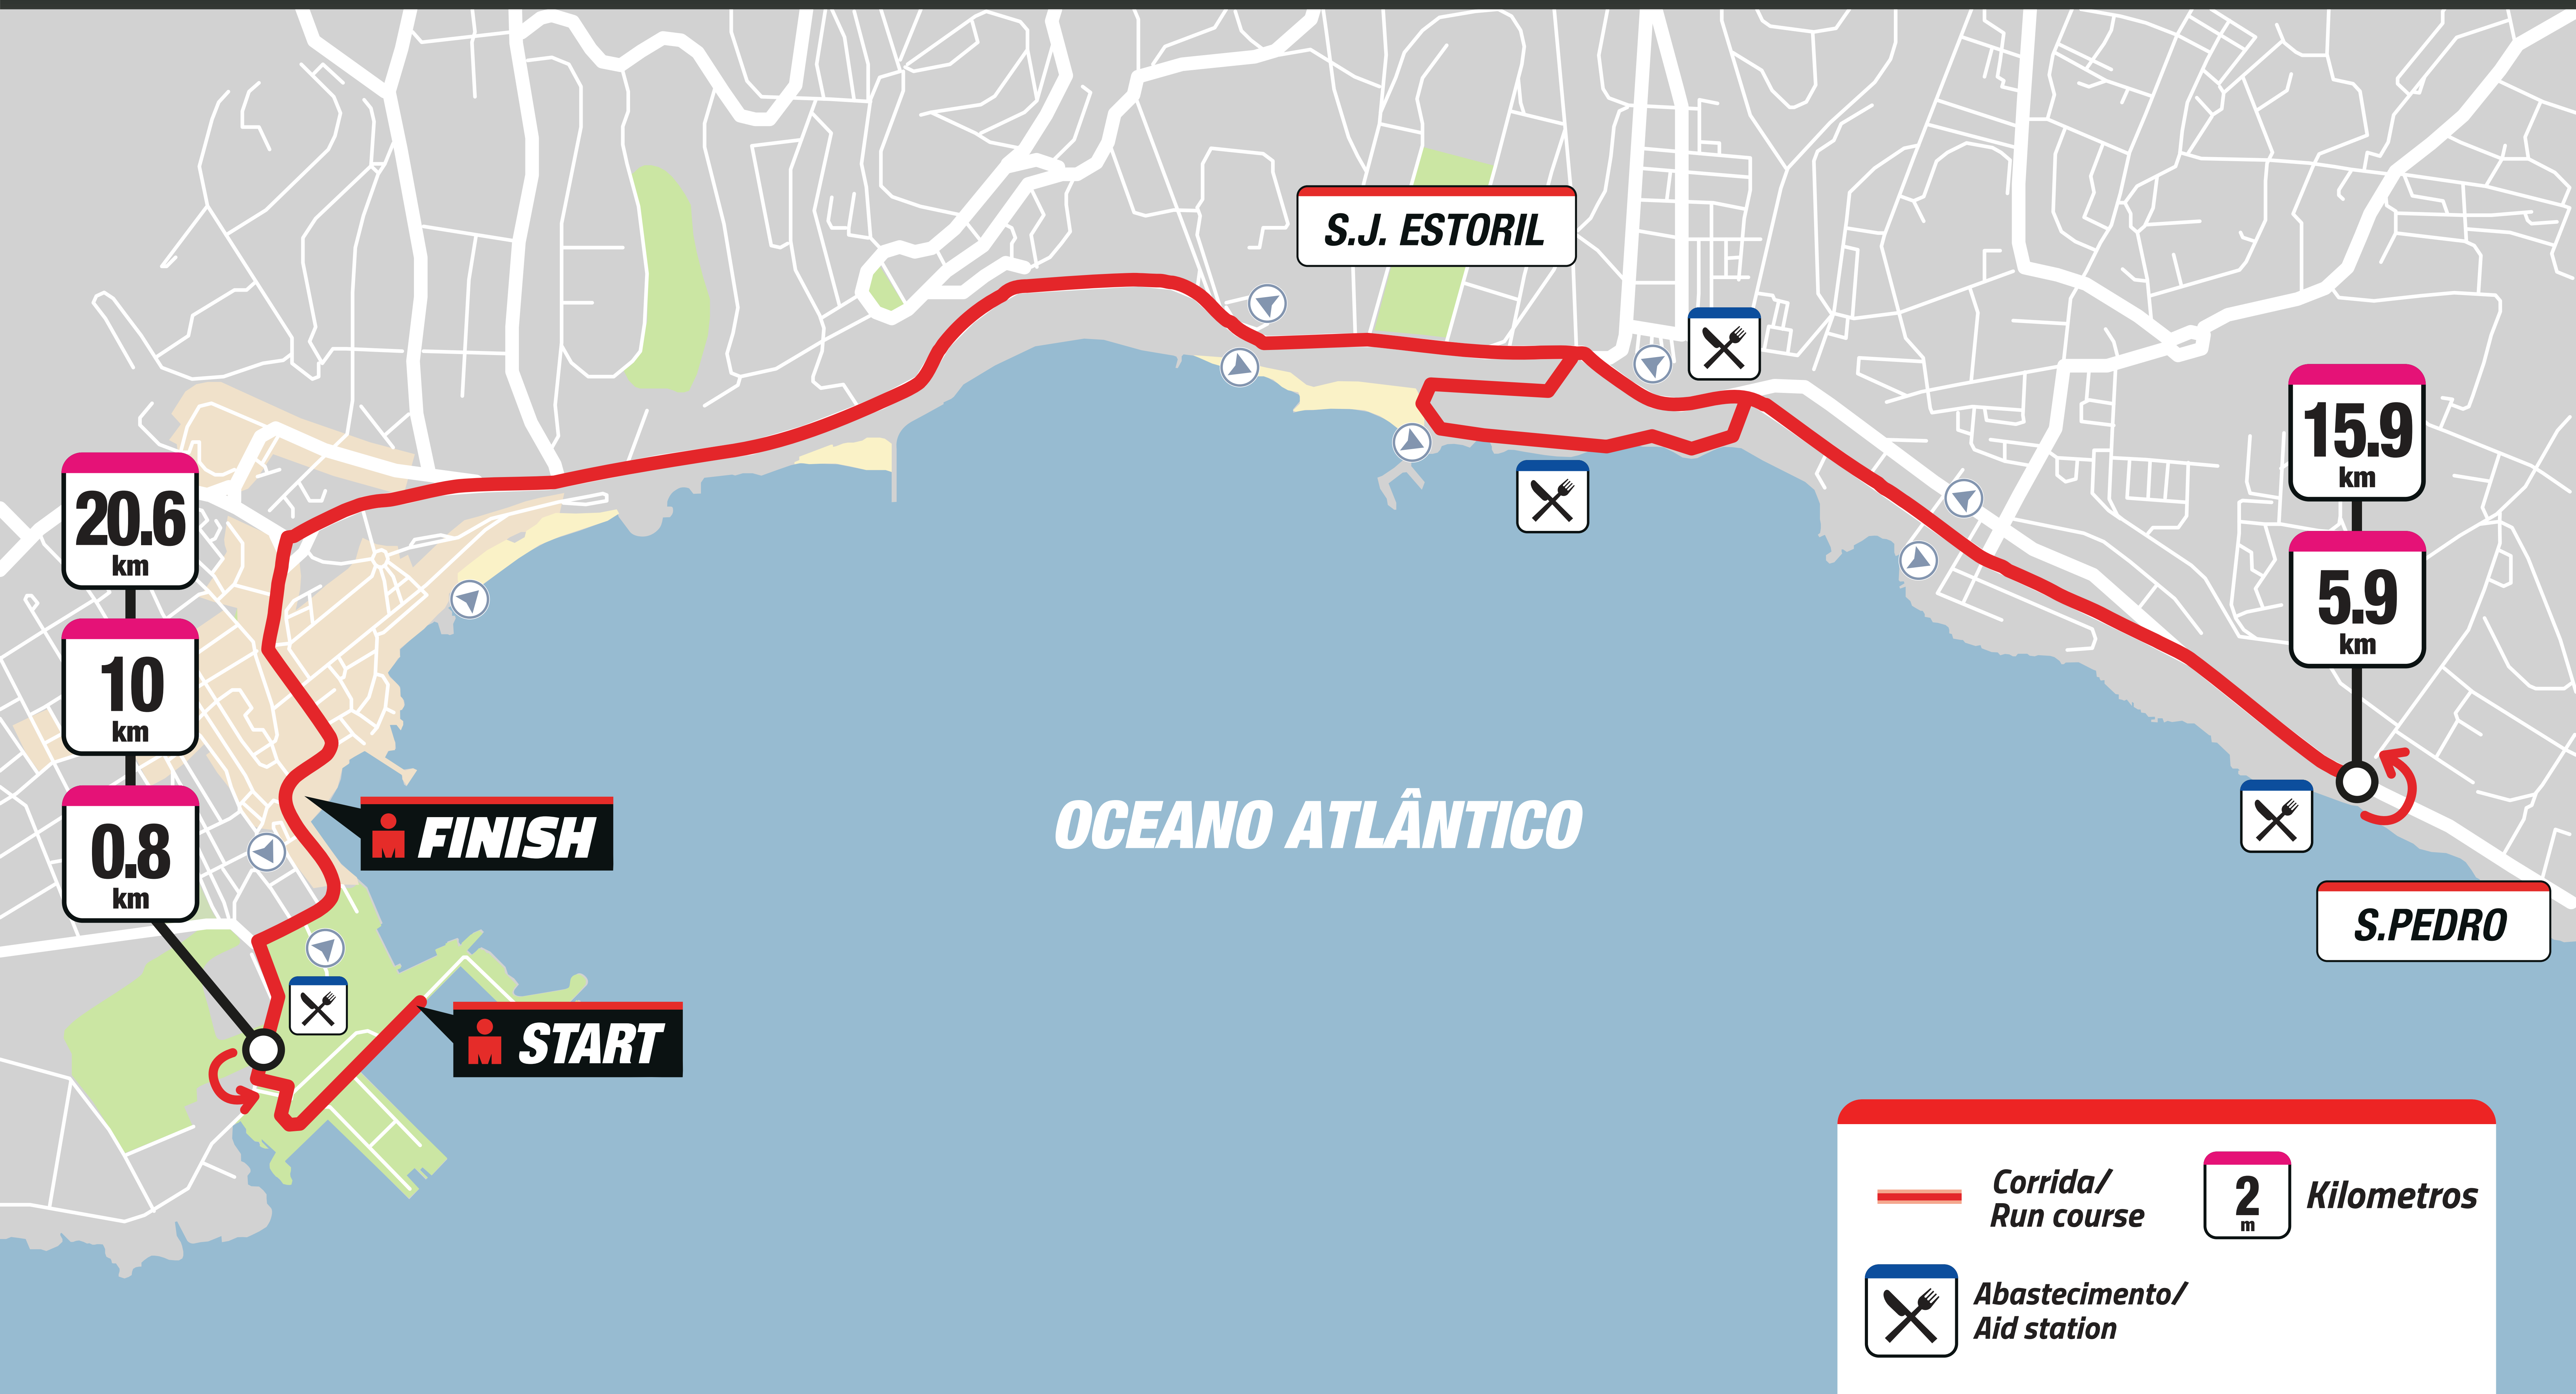 S.J. ESTORIL
15.9
km
5.9
km
20.6
km
10
km
0.8
km
FINISH
OCEANO ATLÂNTICO
S.PEDRO
START
Corrida/
Run course
2
m
Kilometros
Abastecimento/
Aid station